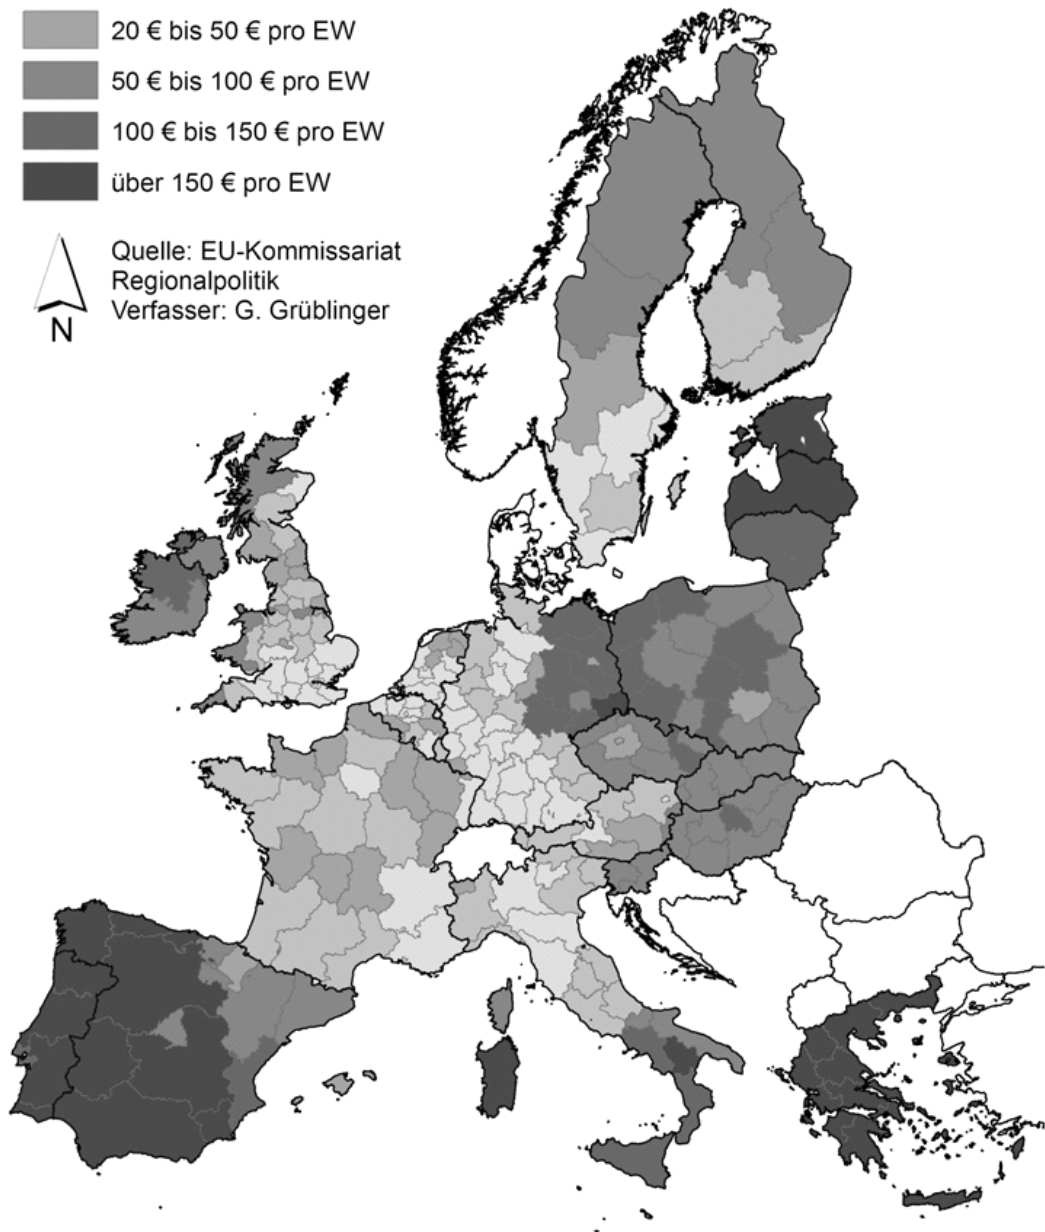 20 € bis 50 € pro EW
50 € bis 100 € pro EW
100 € bis 150 € pro EW
über 150 € pro EW
Quelle: EU-Kommissariat
Regionalpolitik
Verfasser: G. Grüblinger
N